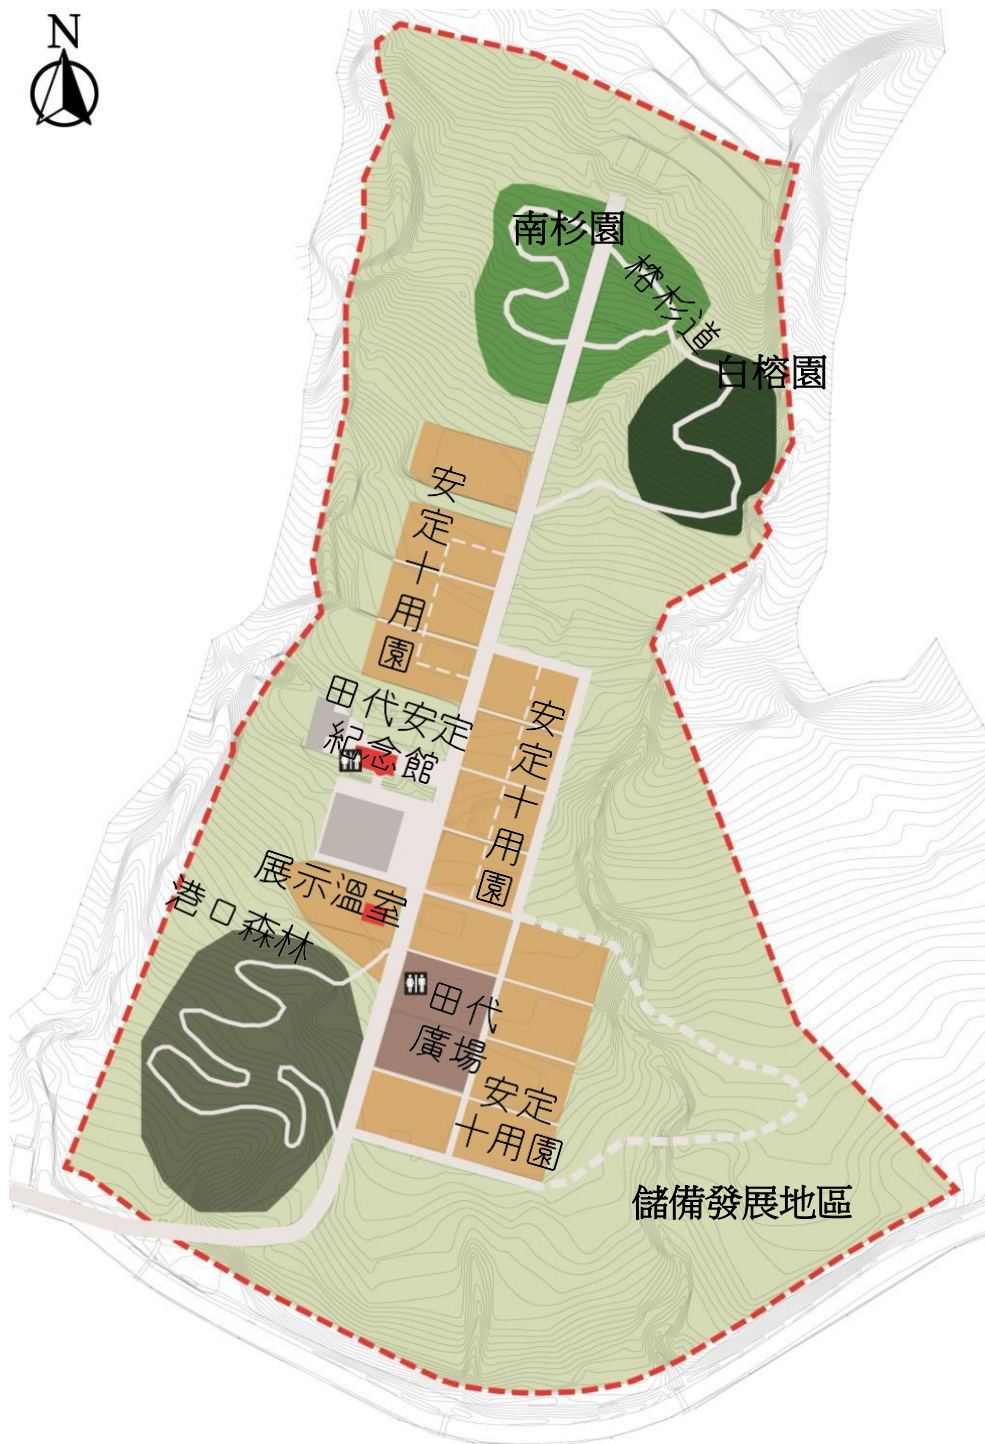 N
南杉園
榕杉道
白榕園
安定十用園
田代安定
紀念館
安定十用園
展示溫室
港口森林
田代
廣場
安定
十用園
儲備發展地區